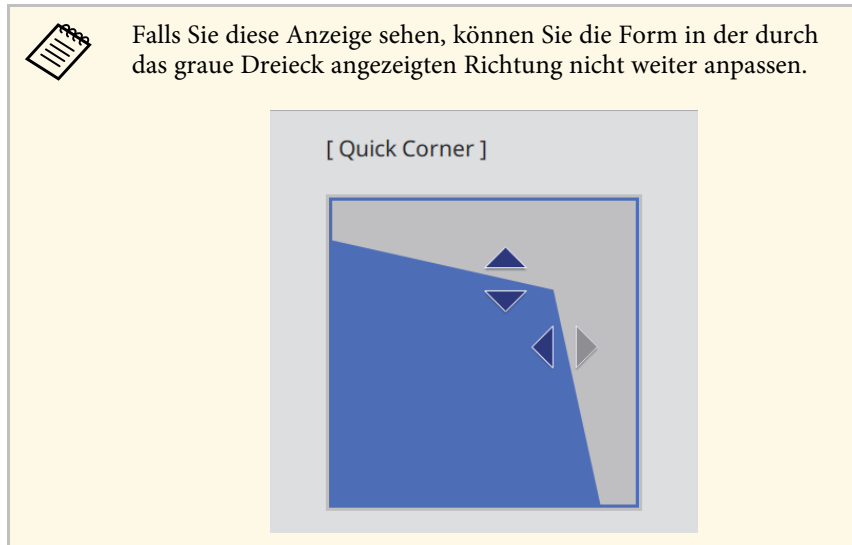 Falls Sie diese Anzeige sehen, können Sie die Form in der durch
das graue Dreieck angezeigten Richtung nicht weiter anpassen.
[ Quick Corner ]